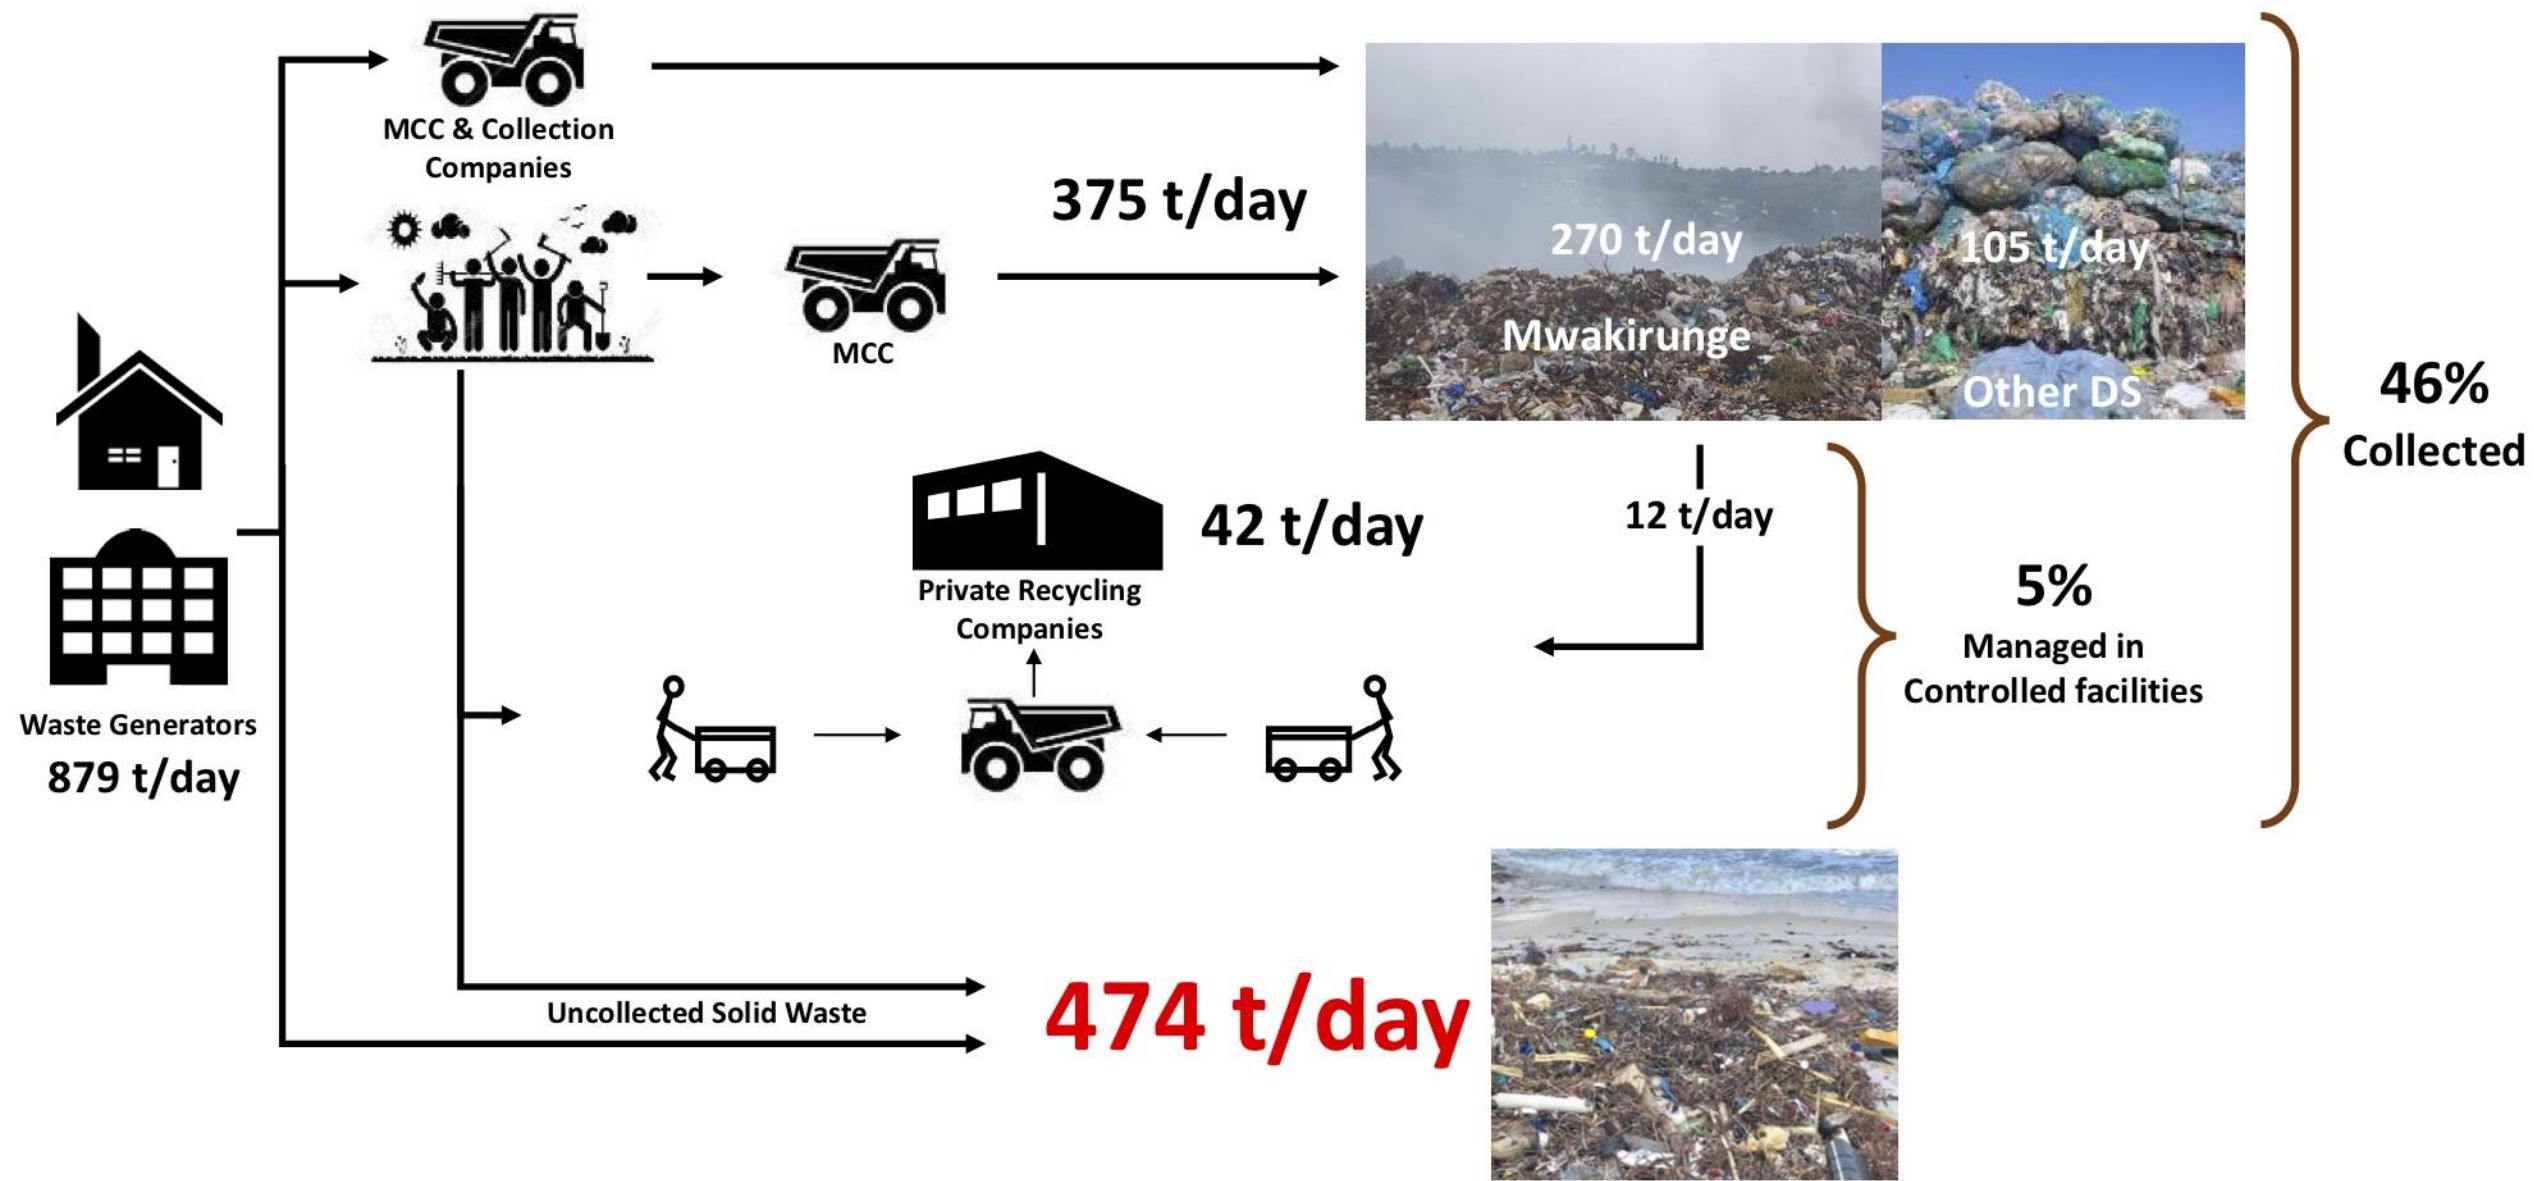 MCC & Collection
Companies
375 t/day
270 t/day
Mwakirunge
105 t/day
Other DS
MCC
46%
Collected
42 t/day
Private Recycling
Companies
12 t/day
5%
Managed in
Controlled facilities
Waste Generators
879 t/day
Uncollected Solid Waste
474 t/day